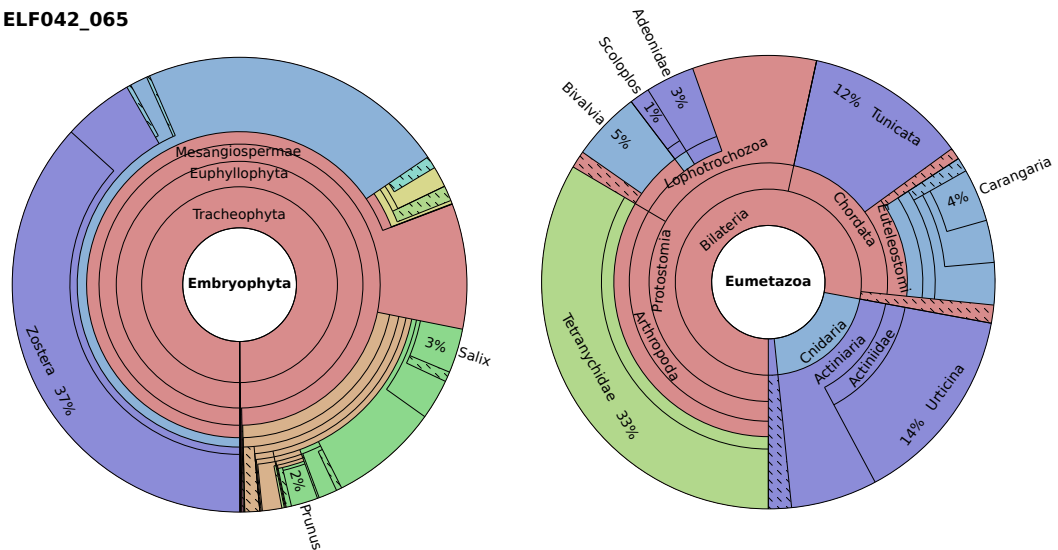 ELF042_065
Mesangiospermae
Euphyllophyta
Tracheophyta
Embryophyta
Zostera 37%
3%
Salix
2%
Prunus
Adeonidae
3%
Scoloplos
1%
Bivalvia
5%
12% Tunicata
Carangaria
4%
Lophotrochozoa
Chordata
Euteleostomi
Bilateria
Protostomia
Eumetazoa
Arthropoda
Tetranychidae 33%
Cnidaria
Actiniaria
Actiniidae
14% Urticina